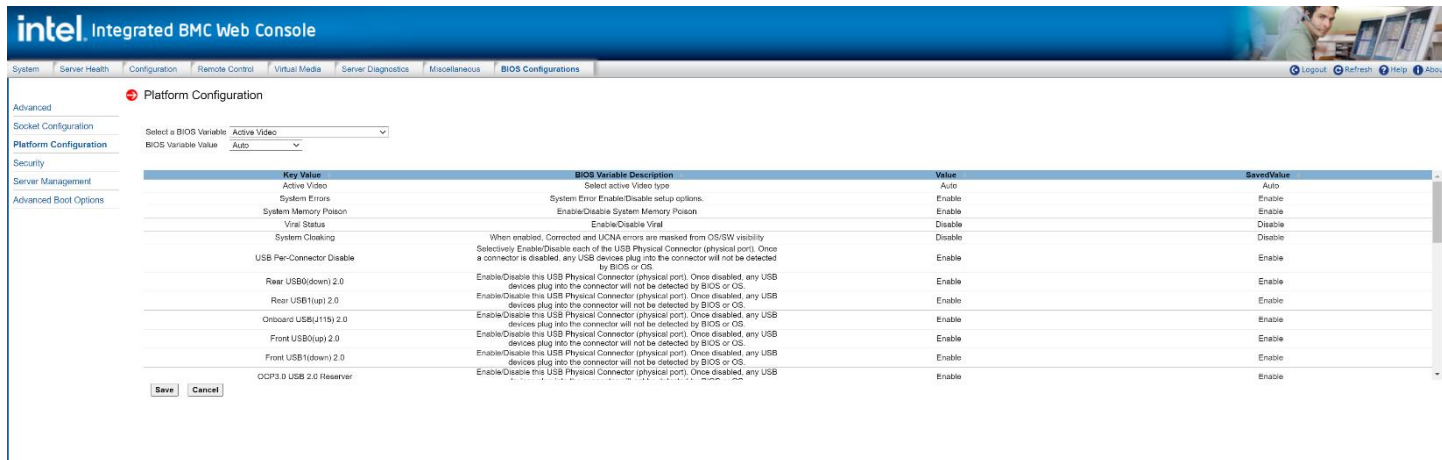 intel. Integrated BMC Web Console
System Server Health Configuration Remote Control Virtual Media Server Diagnostics Miscellaneous BIOS Configurations Logout Refresh Help Abou
Platform Configuration
Advanced
Socket Configuration
Platform Configuration
Security
Server Management
Advanced Boot Options
Select a BIOS Variable Active Video
BIOS Variable Value Auto
Key Value BIOS Variable Description Value SavedValue
Active Video Select active Video type Auto Auto
System Errors System Error Enable/Disable setup options. Enable Enable
System Memory Poison Enable/Disable System Memory Poison Enable Enable
Viral Status Enable/Disable Viral Disable Disable
System Cloaking When enabled, Corrected and UCNA errors are masked from OS/SW visibility Disable Disable
Selectively Enable/Disable each of the USB Physical Connector (physical port). Once
USB Per-Connector Disable a connector is disabled, any USB devices plug into the connector will not be detected Enable Enable
by BIOS or OS.
Enable/Disable this USB Physical Connector (physical port). Once disabled, any USB
Rear USB0(down) 2.0 devices plug into the connector will not be detected by BIOS or OS. Enable Enable
Enable/Disable this USB Physical Connector (physical port). Once disabled, any USB
Rear USB1(up) 2.0 devices plug into the connector will not be detected by BIOS or OS. Enable Enable
Enable/Disable this USB Physical Connector (physical port). Once disabled, any USB
Onboard USB(J115) 2.0 devices plug into the connector will not be detected by BIOS or OS. Enable Enable
Enable/Disable this USB Physical Connector (physical port). Once disabled, any USB
Front USB0(up) 2.0 devices plug into the connector will not be detected by BIOS or OS. Enable Enable
Enable/Disable this USB Physical Connector (physical port). Once disabled, any USB
Front USB1(down) 2.0 devices plug into the connector will not be detected by BIOS or OS. Enable Enable
Enable/Disable this USB Physical Connector (physical port). Once disabled, any USB
OCP3.0 USB 2.0 Reserver Enable Enable
Save Cancel